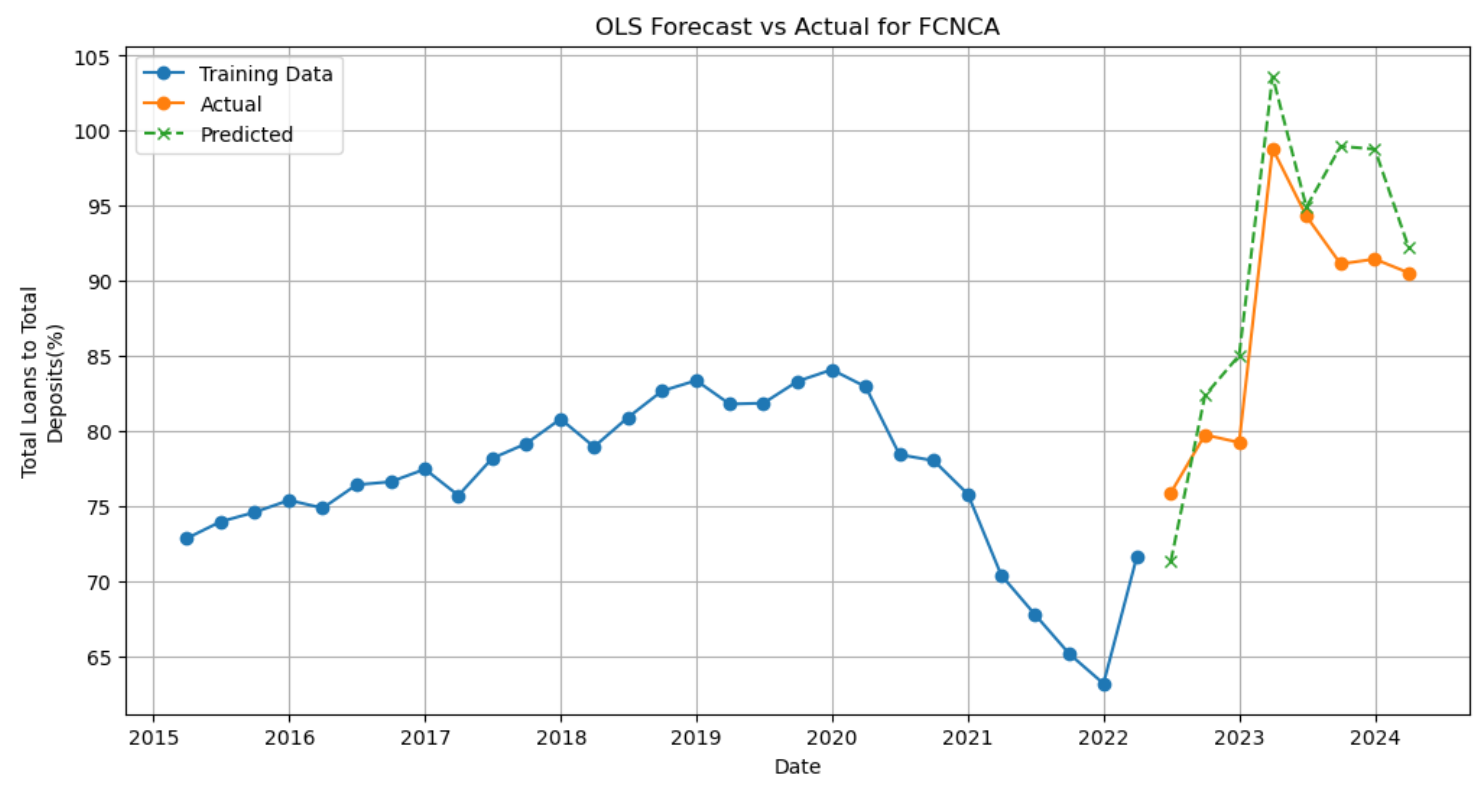 OLS Forecast vs Actual for FCNCA
Training Data
Actual
Predicted
105
100
95
90
85
80
75
70
65
Total Loans to Total
Deposits(%)
2015 2016 2017 2018 2019 2020 2021 2022 2023 2024
Date